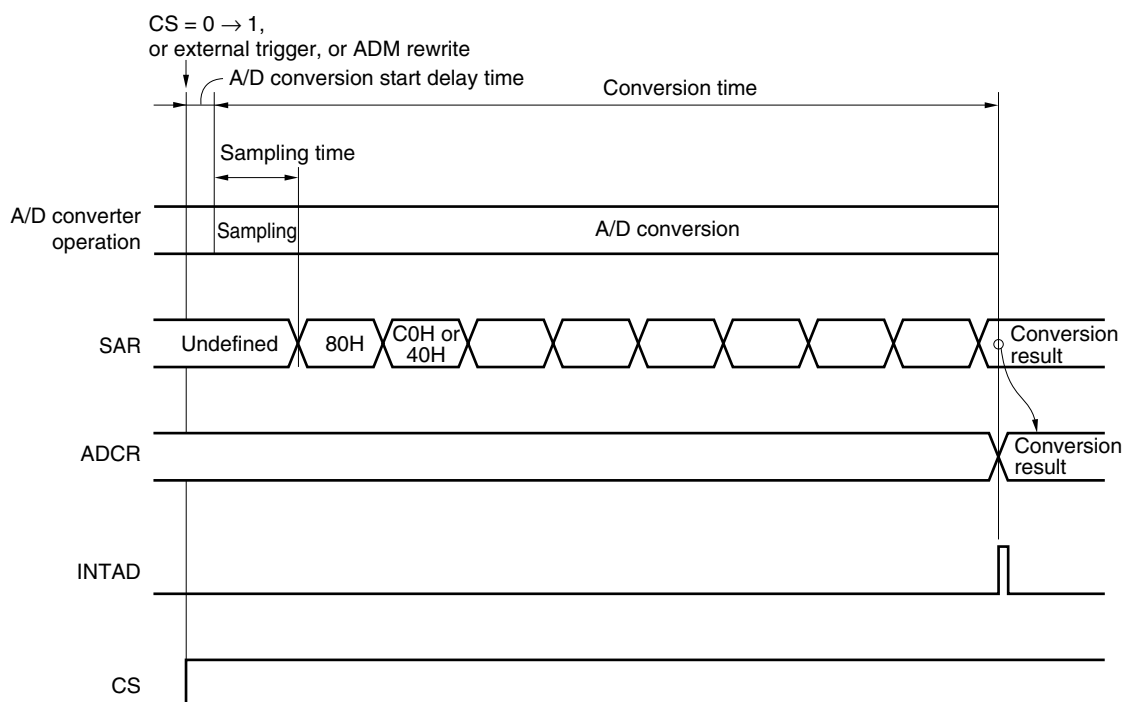 CS = 0 → 1,
or external trigger, or ADM rewrite
A/D conversion start delay time
Conversion time
Sampling time
A/D converter
operation
Sampling
A/D conversion
SAR
Undefined
80H
C0H or
40H
Conversion
result
ADCR
Conversion
result
INTAD
CS